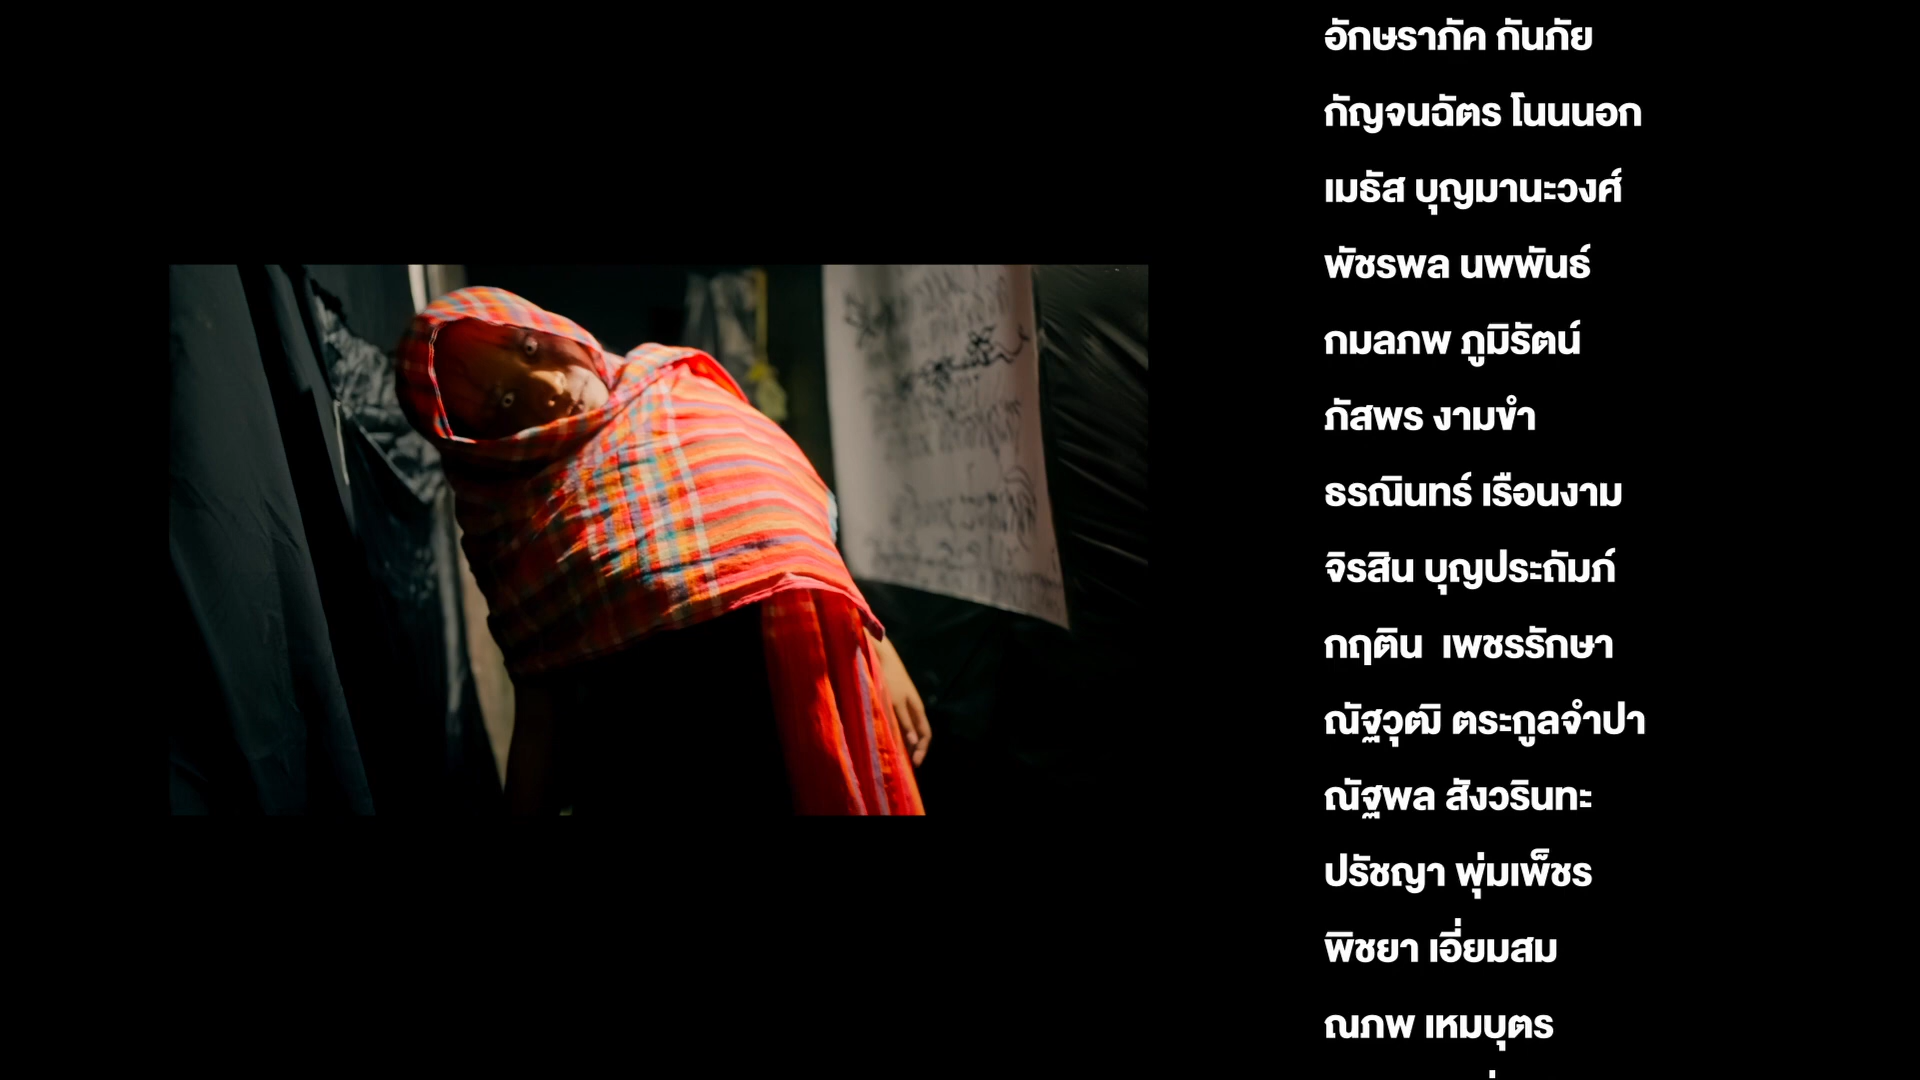 อักษราภัค กันภัย
กัญจนฉัตร โนนนอก
เมธัส บุญมานะวงศ์
พัชรพล นพพันธ์
กมลภพ ภูมิรัตน์
ภัสพร งามขำ
ธรณินทร์ เรือนงาม
จิรสิน บุญประถัมภ์
กฤติน  เพชรรักษา
ณัฐวุฒิ ตระกูลจำปา
ณัฐพล สังวรินทะ
ปรัชญา พุ่มเพ็ชร
พิชยา เอี่ยมสม
ณภพ เหมบุตร